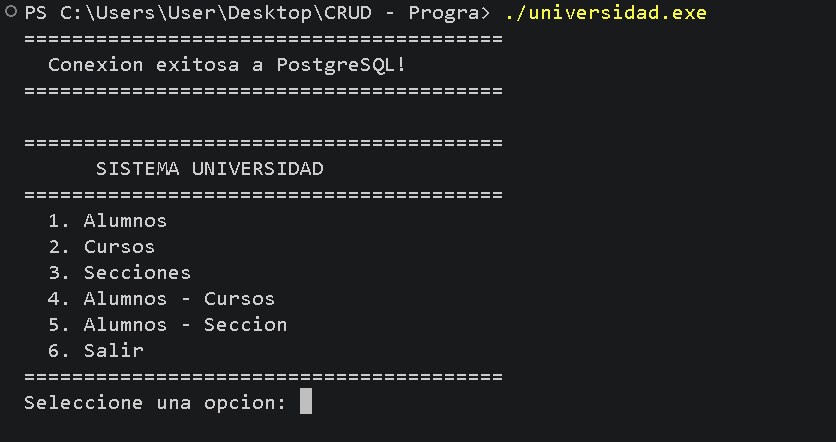 PS C:\Users\User\Desktop\CRUD - Progra> ./universidad.exe
========================================
  Conexion exitosa a PostgreSQL!
========================================

========================================
      SISTEMA UNIVERSIDAD
========================================
  1. Alumnos
  2. Cursos
  3. Secciones
  4. Alumnos - Cursos
  5. Alumnos - Seccion
  6. Salir
========================================
Seleccione una opcion: